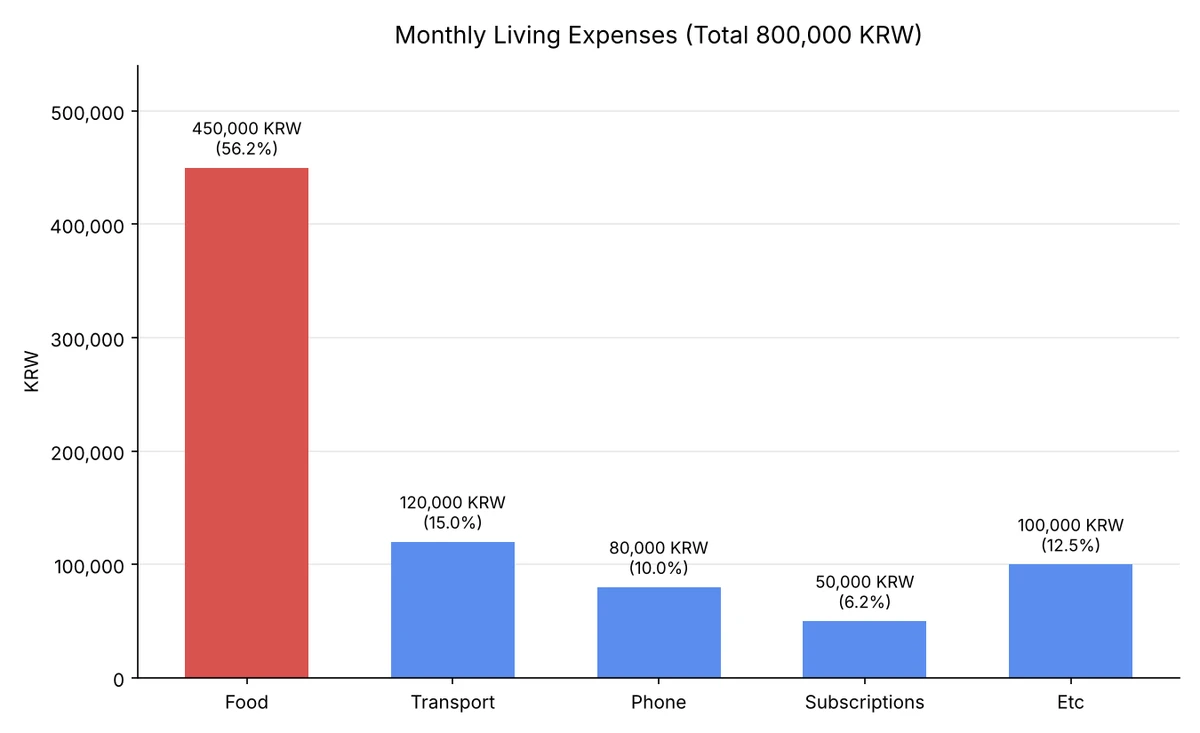 Monthly Living Expenses (Total 800,000 KRW)
KRW
500,000
400,000
300,000
200,000
100,000
0
450,000 KRW
(56.2%)
120,000 KRW
(15.0%)
80,000 KRW
(10.0%)
50,000 KRW
(6.2%)
100,000 KRW
(12.5%)
Food
Transport
Phone
Subscriptions
Etc